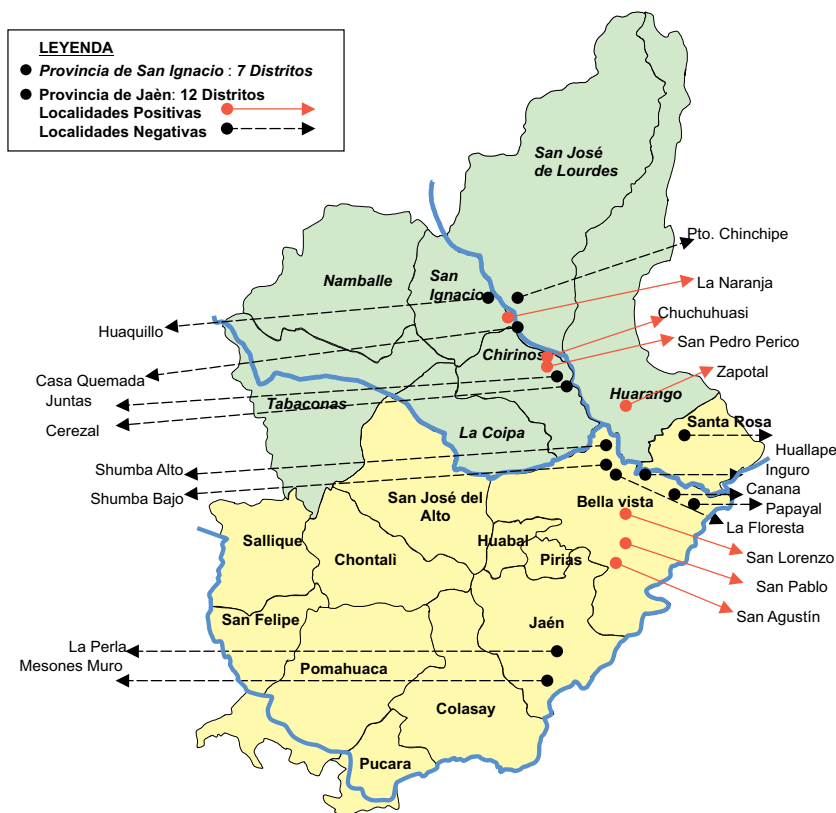 LEYENDA
Provincia de San Ignacio : 7 Distritos
Provincia de Jaèn: 12 Distritos
Localidades Positivas
Localidades Negativas
San José
de Lourdes
Pto. Chinchipe
Namballe
San
Ignacio
La Naranja
Huaquillo
Chuchuhuasi
San Pedro Perico
Chirinos
Zapotal
Casa Quemada
Juntas
Tabaconas
Huarango
Cerezal
La Coipa
Santa Rosa
Huallape
Shumba Alto
Inguro
Shumba Bajo
Canana
San José del
Alto
Bella vista
Papayal
La Floresta
Sallique
Chontalì
Huabal
Pirias
San Lorenzo
San Pablo
San Felipe
Jaén
San Agustín
La Perla
Mesones Muro
Pomahuaca
Colasay
Pucara